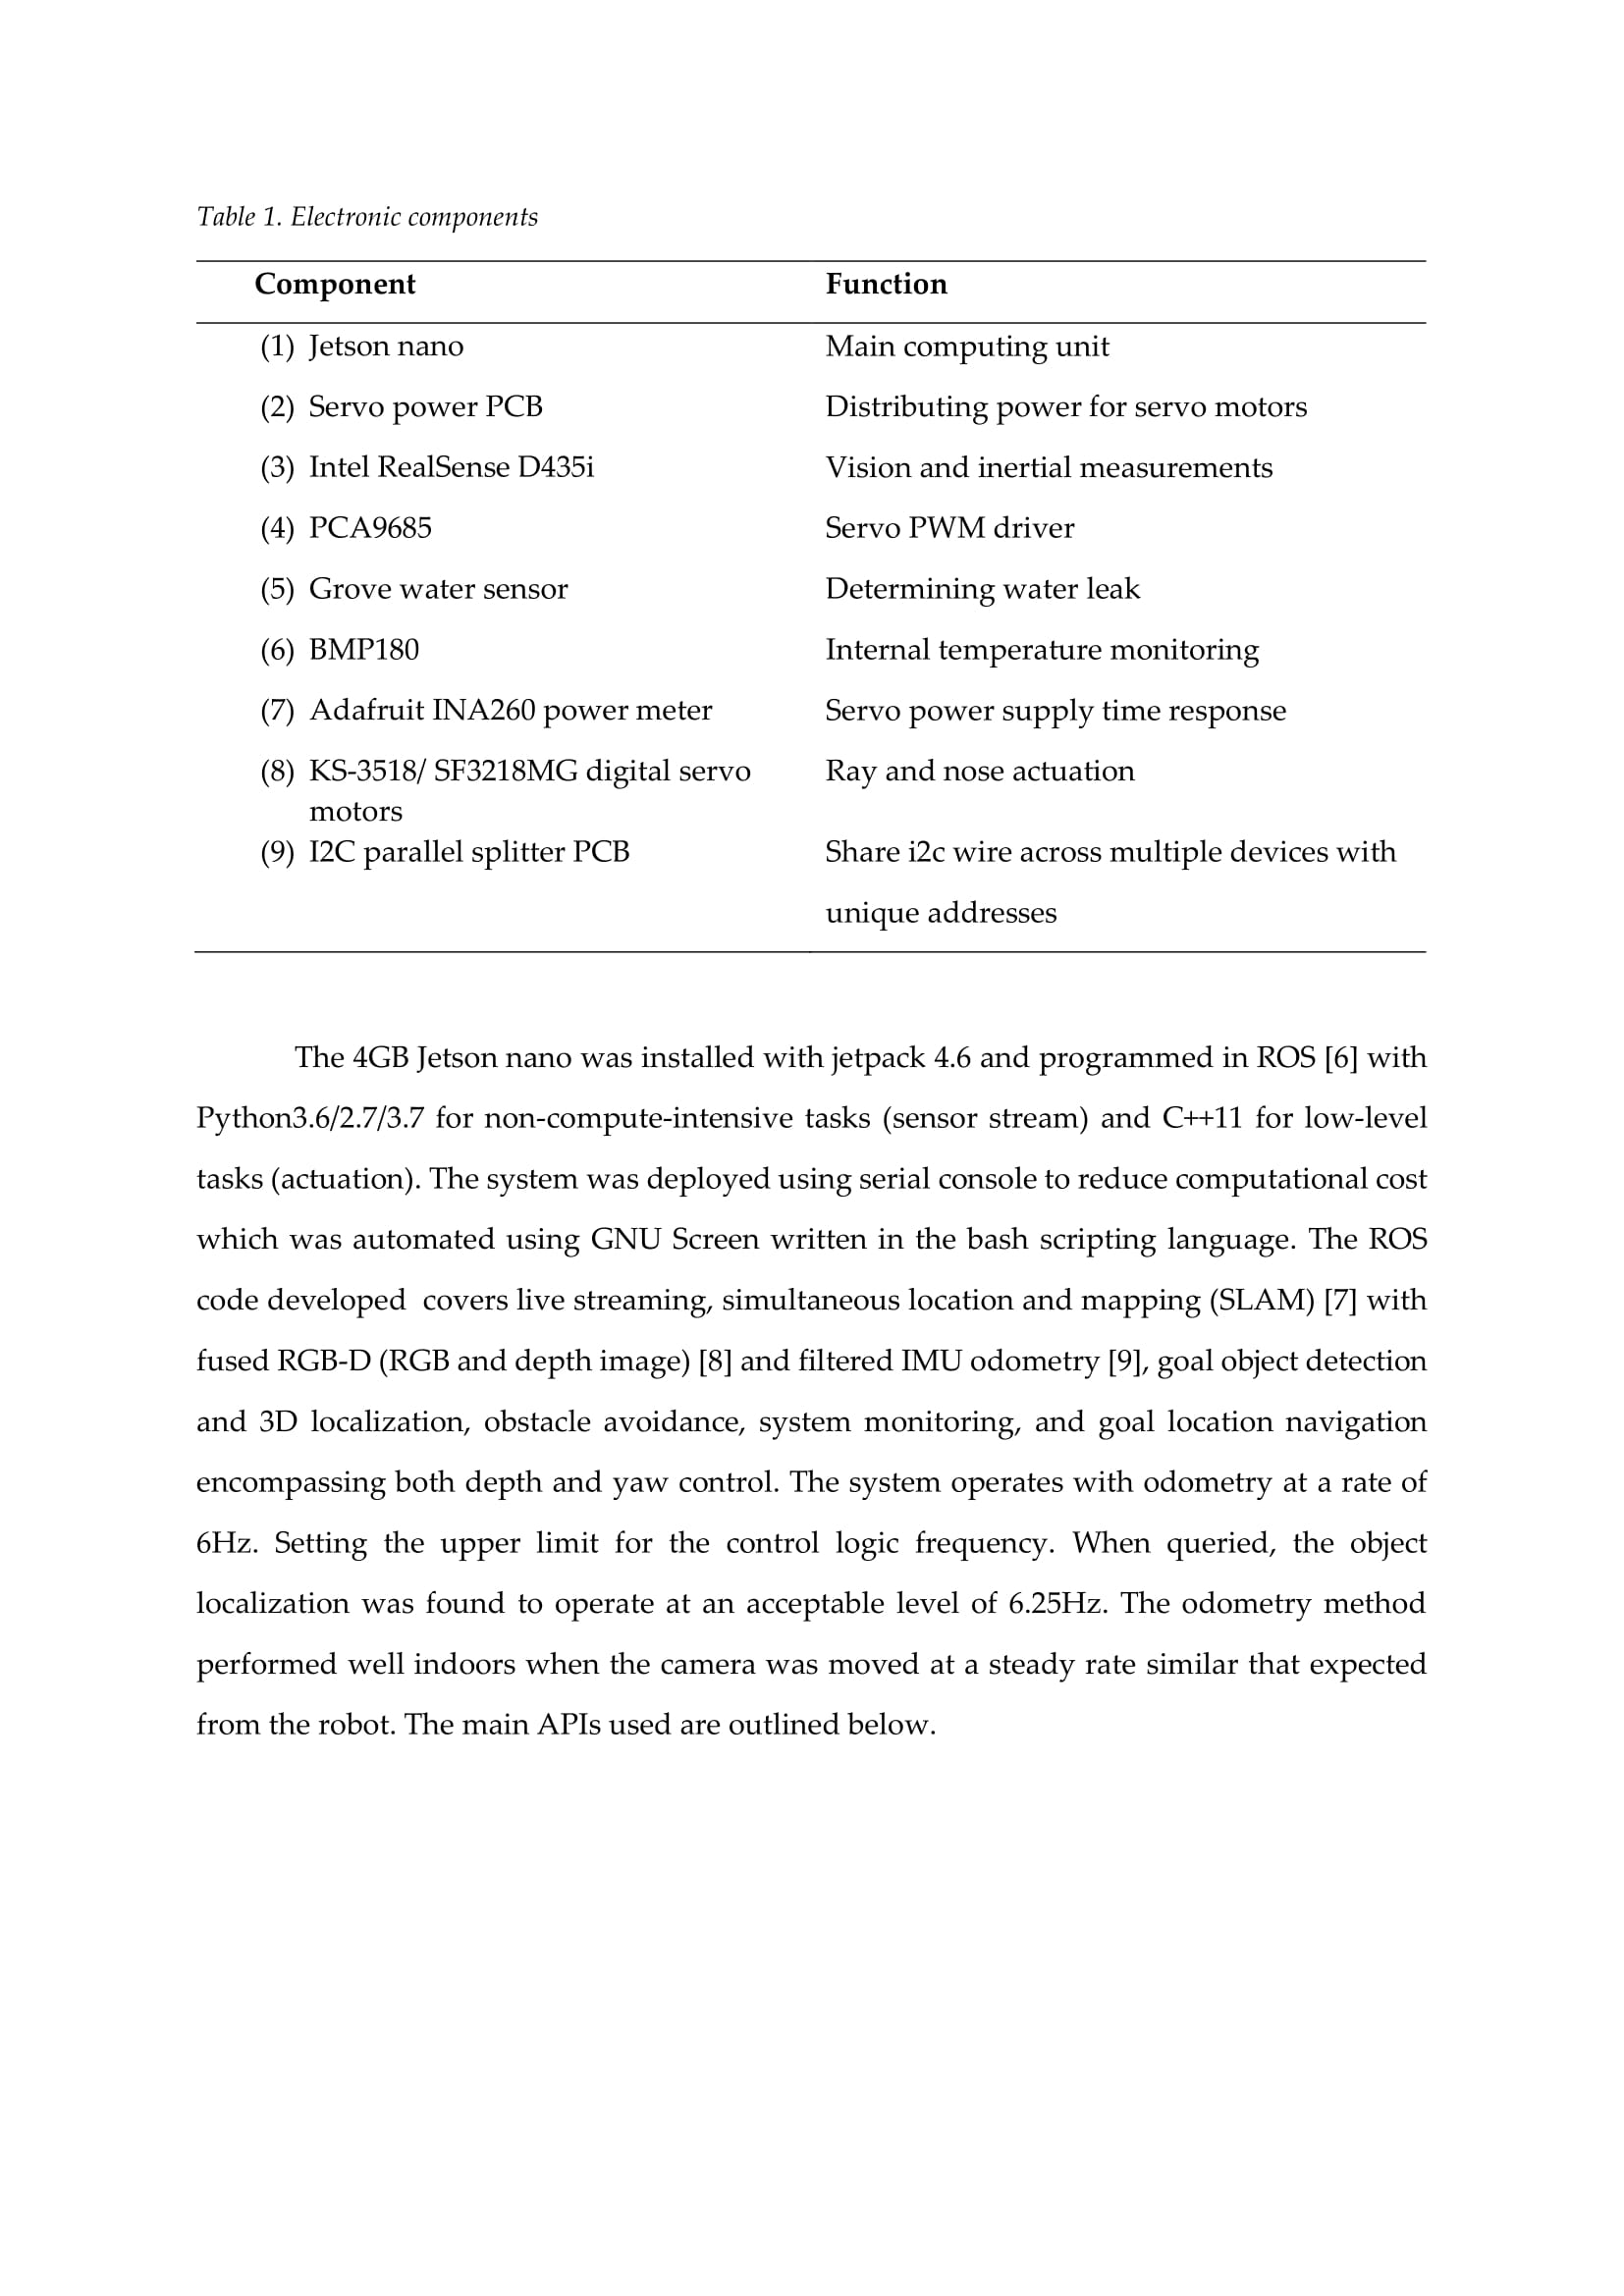 Table 1. Electronic components
Component Function
(1) Jetson nano Main computing unit
(2) Servo power PCB Distributing power for servo motors
(3) Intel RealSense D435i Vision and inertial measurements
(4) PCA9685 Servo PWM driver
(5) Grove water sensor Determining water leak
(6) BMP180 Internal temperature monitoring
(7) Adafruit INA260 power meter Servo power supply time response
(8) KS-3518/ SF3218MG digital servo Ray and nose actuation
motors
(9) I2C parallel splitter PCB Share i2c wire across multiple devices with
unique addresses
The 4GB Jetson nano was installed with jetpack 4.6 and programmed in ROS [6] with
Python3.6/2.7/3.7 for non-compute-intensive tasks (sensor stream) and C++11 for low-level
tasks (actuation). The system was deployed using serial console to reduce computational cost
which was automated using GNU Screen written in the bash scripting language. The ROS
code developed  covers live streaming, simultaneous location and mapping (SLAM) [7] with
fused RGB-D (RGB and depth image) [8] and filtered IMU odometry [9], goal object detection
and 3D localization, obstacle avoidance, system monitoring, and goal location navigation
encompassing both depth and yaw control. The system operates with odometry at a rate of
6Hz. Setting the upper limit for the control logic frequency. When queried, the object
localization was found to operate at an acceptable level of 6.25Hz. The odometry method
performed well indoors when the camera was moved at a steady rate similar that expected
from the robot. The main APIs used are outlined below.